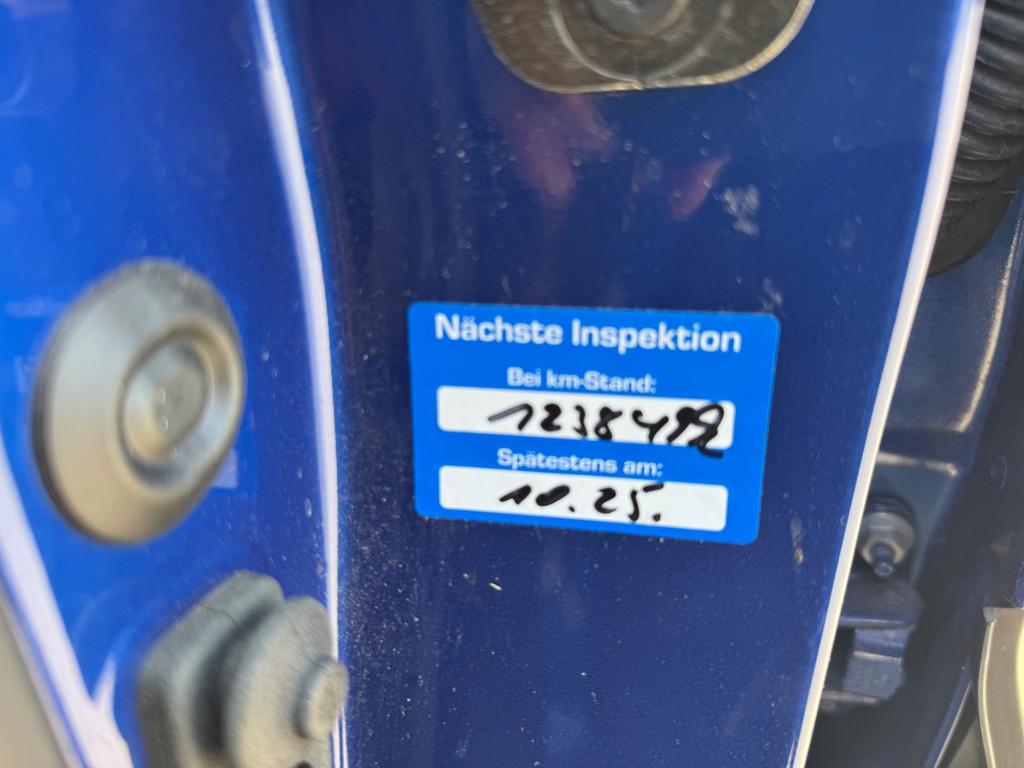 Nächste Inspektion
Bei km-Stand:
Spätestens am:
10.25.